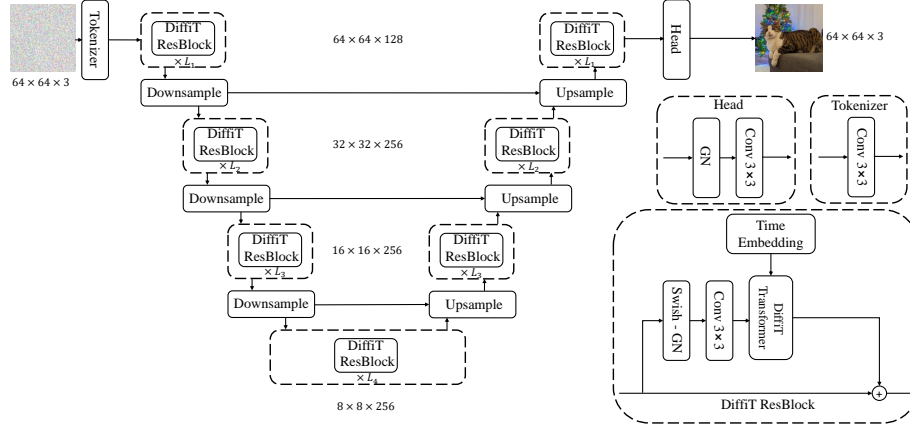 64 × 64 × 3
Tokenizer
DiffiT
ResBlock
× L₁
64 × 64 × 128
DiffiT
ResBlock
× L₁
Head
64 × 64 × 3
Downsample
Upsample
DiffiT
ResBlock
× L₂
32 × 32 × 256
DiffiT
ResBlock
× L₂
Downsample
Upsample
DiffiT
ResBlock
× L₃
16 × 16 × 256
DiffiT
ResBlock
× L₃
Downsample
Upsample
DiffiT
ResBlock
× L₄
8 × 8 × 256
Head
GN
Conv 3×3
Tokenizer
Conv 3×3
Time
Embedding
Swish - GN
Conv 3×3
DiffiT
Transformer
+
DiffiT ResBlock